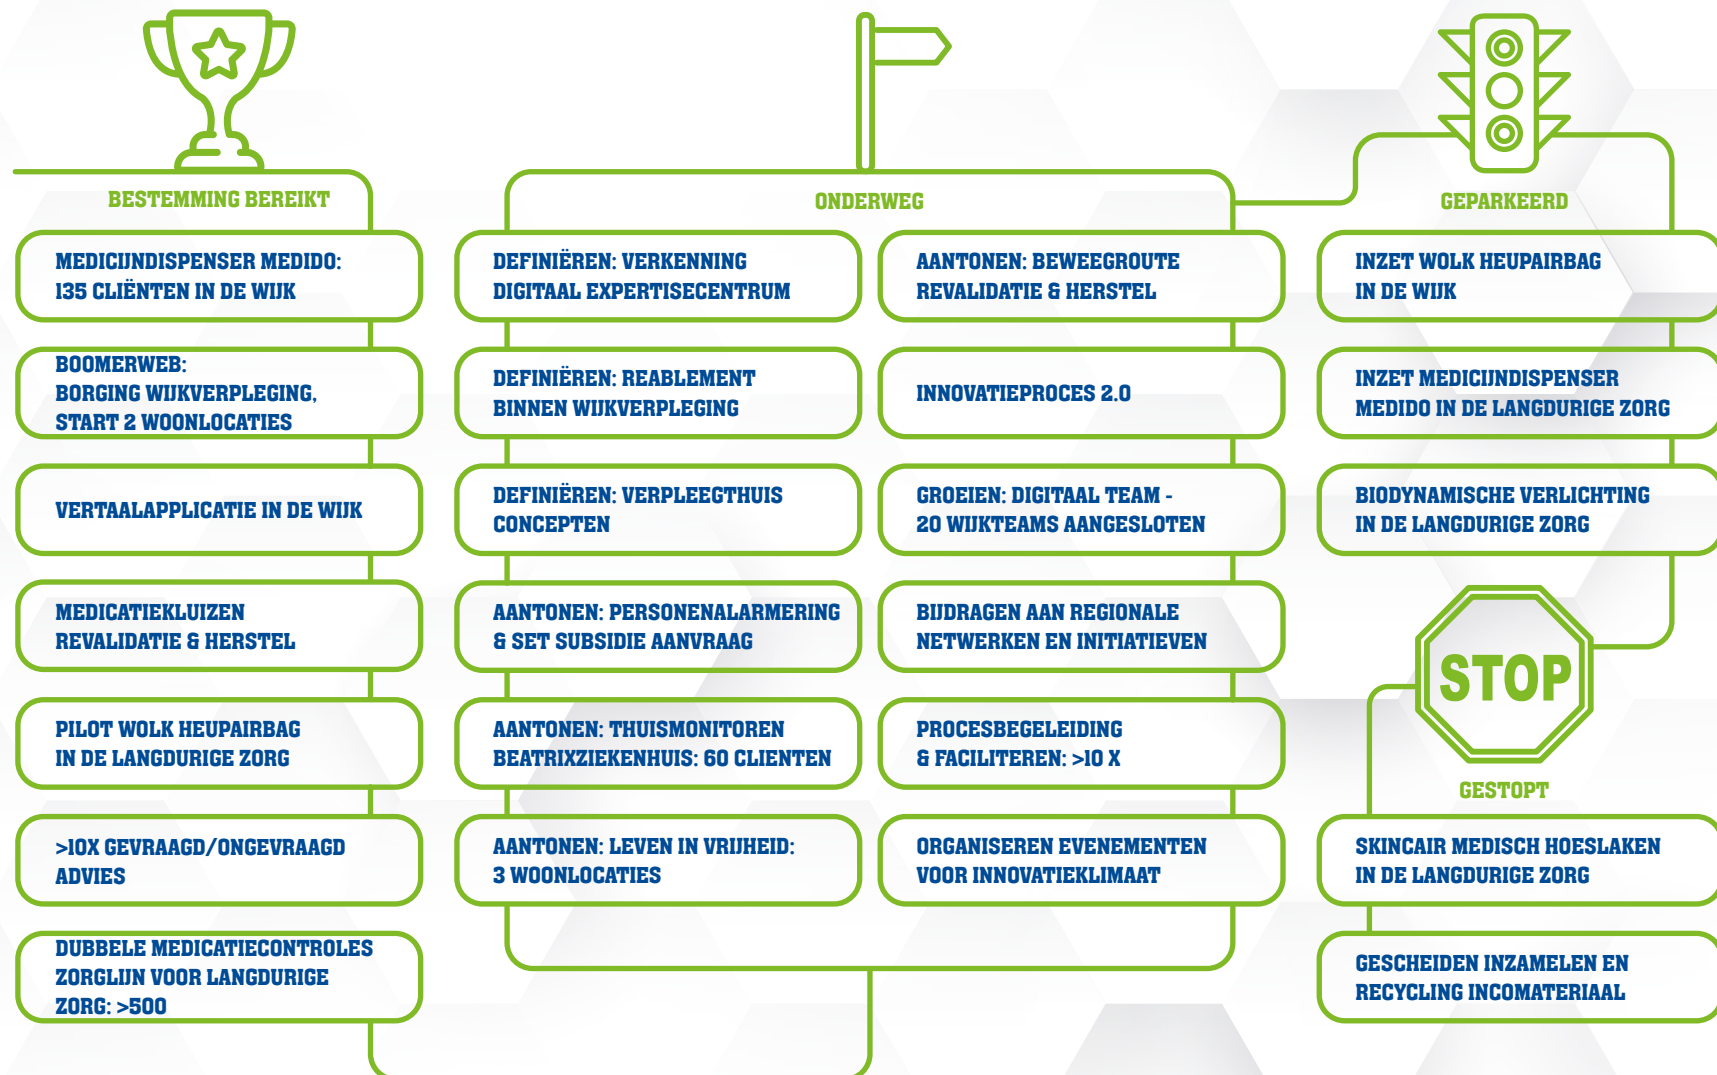 BESTEMMING BEREIKT
MEDICIJNDISPENSER MEDIDO:
135 CLIËNTEN IN DE WIJK
BOOMERWEB:
BORGING WIJKVERPLEGING,
START 2 WOONLOCATIES
VERTAALAPPLICATIE IN DE WIJK
MEDICATIEKLUIZEN
REVALIDATIE & HERSTEL
PILOT WOLK HEUPAIRBAG
IN DE LANGDURIGE ZORG
>10X GEVRAAGD/ONGEVRAAGD
ADVIES
DUBBELE MEDICATIECONTROLES
ZORGLIJN VOOR LANGDURIGE
ZORG: >500
ONDERWEG
DEFINIËREN: VERKENNING
DIGITAAL EXPERTISECENTRUM
DEFINIËREN: REABLEMENT
BINNEN WIJKVERPLEGING
DEFINIËREN: VERPLEEGTHUIS
CONCEPTEN
AANTONEN: PERSONENALARMERING
& SET SUBSIDIE AANVRAAG
AANTONEN: THUISMONITOREN
BEATRIXZIEKENHUIS: 60 CLIENTEN
AANTONEN: LEVEN IN VRIJHEID:
3 WOONLOCATIES
AANTONEN: BEWEEGROUTE
REVALIDATIE & HERSTEL
INNOVATIEPROCES 2.0
GROEIEN: DIGITAAL TEAM -
20 WIJKTEAMS AANGESLOTEN
BIJDRAGEN AAN REGIONALE
NETWERKEN EN INITIATIEVEN
PROCESBEGELEIDING
& FACILITEREN: >10 X
ORGANISEREN EVENEMENTEN
VOOR INNOVATIEKLIMAAT
GEPARKEERD
INZET WOLK HEUPAIRBAG
IN DE WIJK
INZET MEDICIJNDISPENSER
MEDIDO IN DE LANGDURIGE ZORG
BIODYNAMISCHE VERLICHTING
IN DE LANGDURIGE ZORG
STOP
GESTOPT
SKINCAIR MEDISCH HOESLAKEN
IN DE LANGDURIGE ZORG
GESCHEIDEN INZAMELEN EN
RECYCLING INCOMATERIAAL